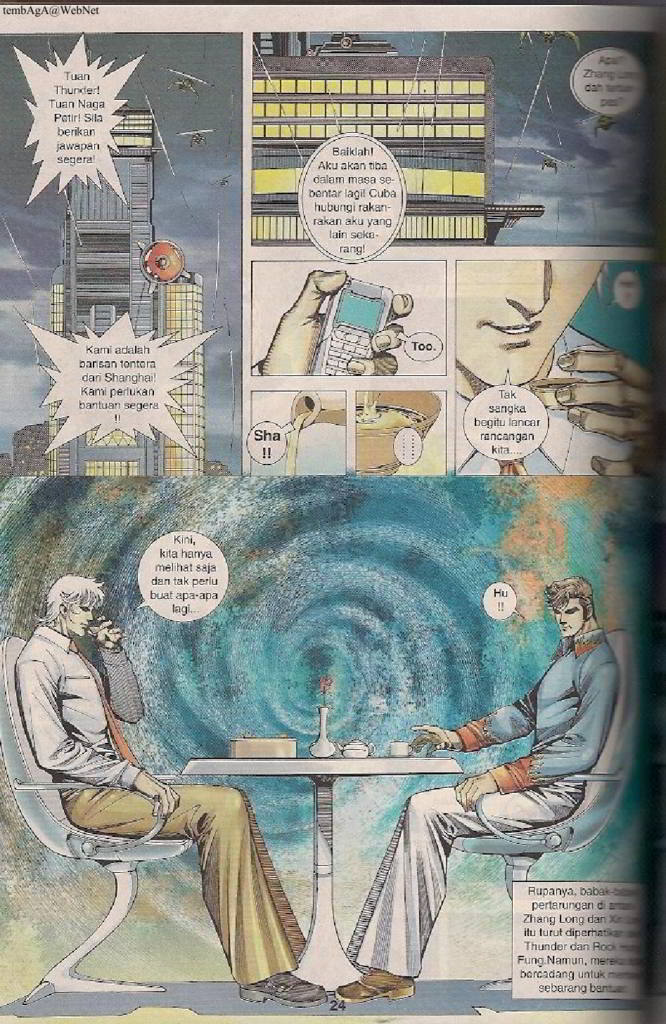 tembAgA@WebNet
Tuan
Thunder!
Tuan Naga
Petir! Sila
berikan
jawapan
segera!
Kami adalah
barisan tentera
dari Shanghai!
Kami perlukan
bantuan segera
!!
Apa?
Zhang Long
dah
Baiklah!
Aku akan tiba
dalam masa se-
bentar lagi! Cuba
hubungi rakan-
rakan aku yang
lain seka-
rang!
Too.
Tak
sangka
begitu lancar
rancangan
kita....
Sha
!!
Kini,
kita hanya
melihat saja
dan tak perlu
buat apa-apa
lagi...
Hu
!!
Rupanya, babak-
pertarungan di
Zhang Long dan
itu turut
Thunder dan Rock
Fung.Namun,
bercadang untuk
sebarang
24